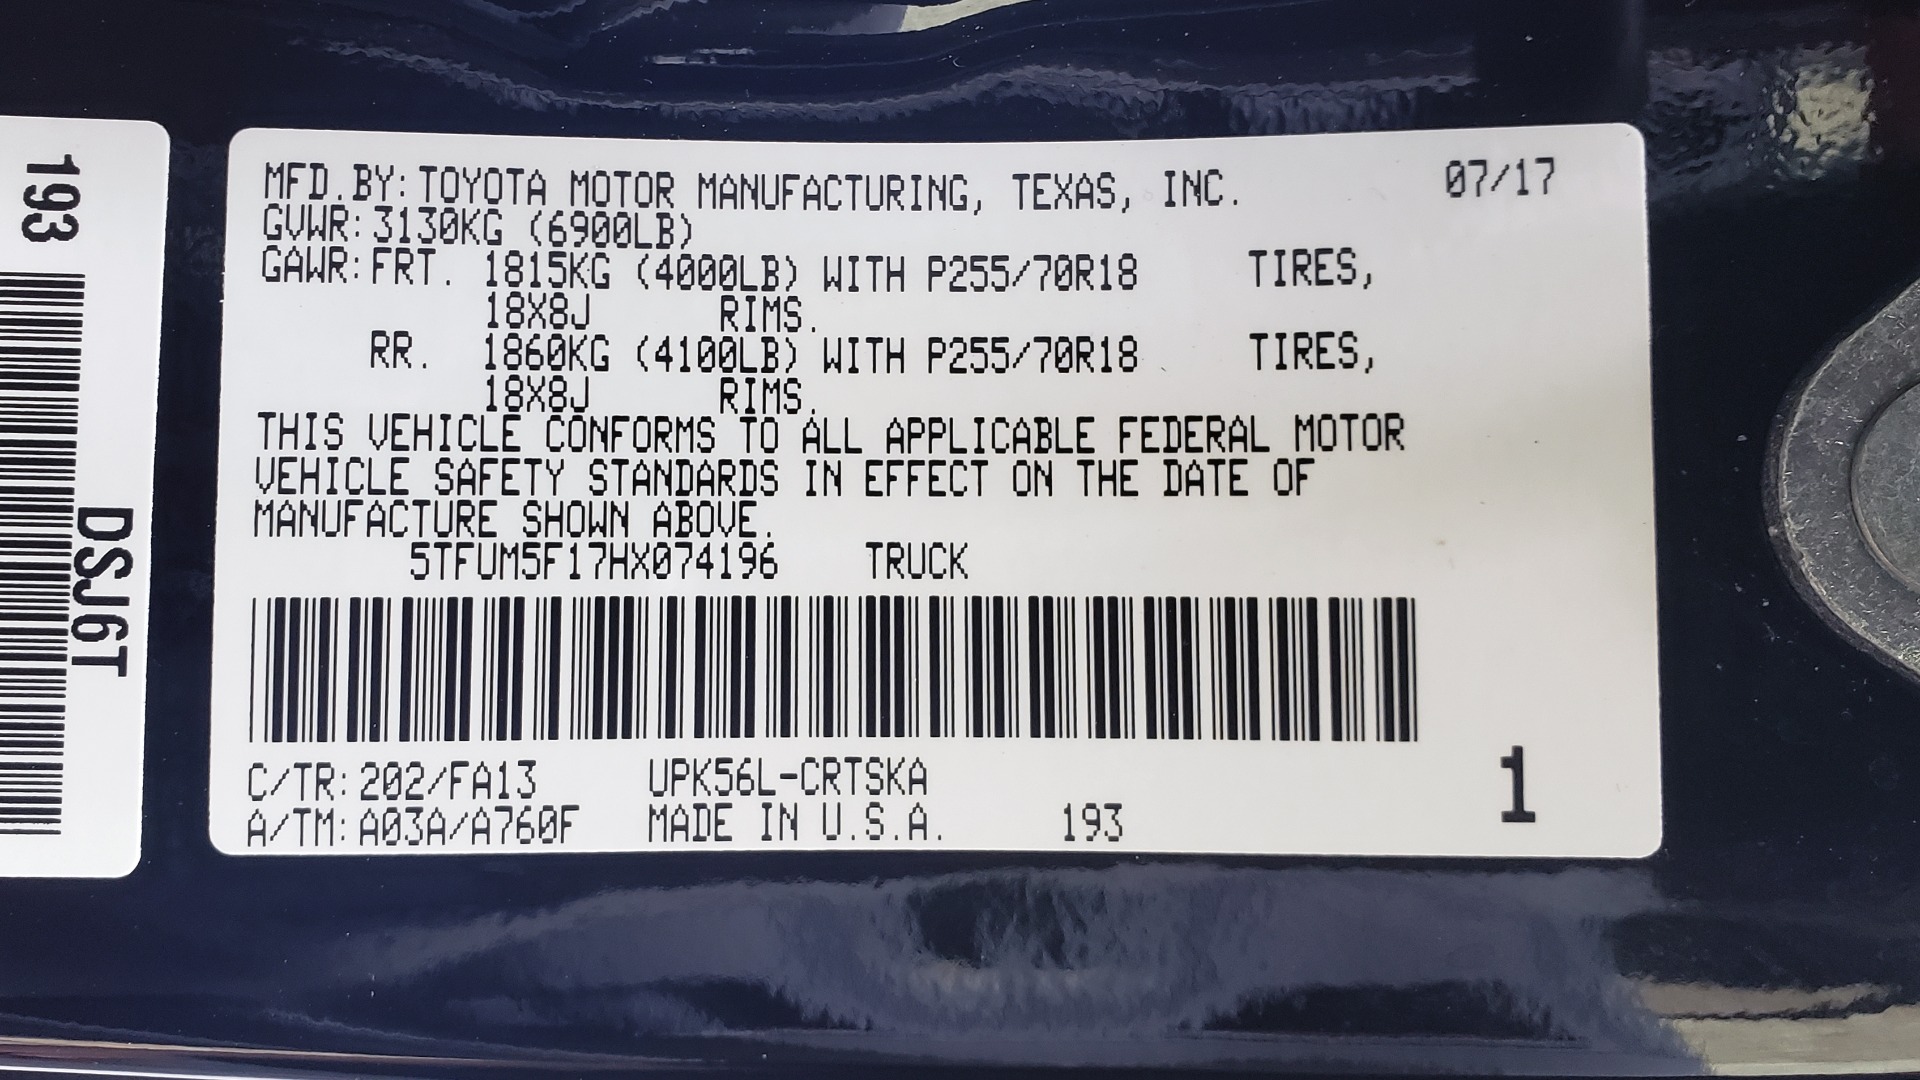 193
DSJ6T
MFD.BY: TOYOTA MOTOR MANUFACTURING, TEXAS, INC. 07/17
GVWR: 3130KG (6900LB)
GAWR: FRT. 1815KG (4000LB) WITH P255/70R18 TIRES,
18X8J RIMS.
RR. 1860KG (4100LB) WITH P255/70R18 TIRES,
18X8J RIMS.
THIS VEHICLE CONFORMS TO ALL APPLICABLE FEDERAL MOTOR
VEHICLE SAFETY STANDARDS IN EFFECT ON THE DATE OF
MANUFACTURE SHOWN ABOVE.
5TFUM5F17HX074196 TRUCK
C/TR: 202/FA13 UPK56L-CRTSKA
A/TM: A03A/A760F MADE IN U.S.A. 193
1